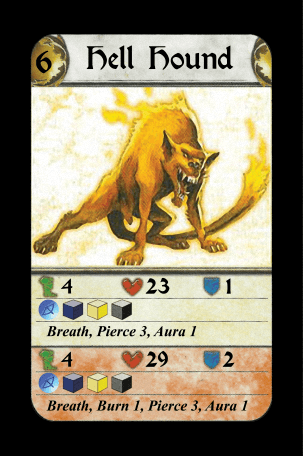 6 Hell Hound
4 23 1
Breath, Pierce 3, Aura 1
4 29 2
Breath, Burn 1, Pierce 3, Aura 1